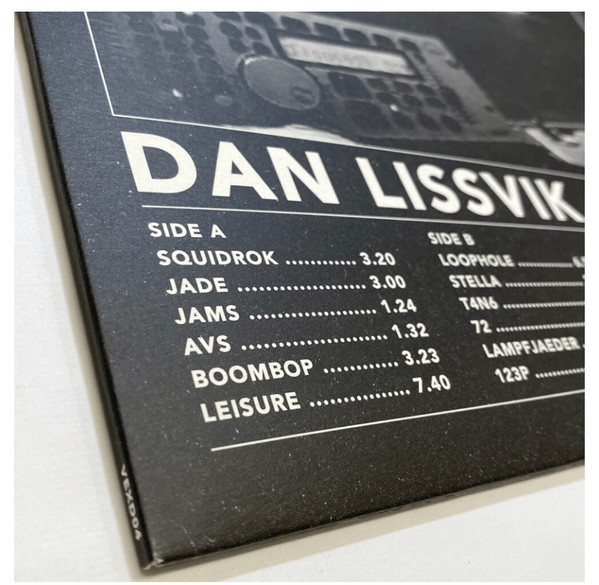 DAN LISSVIK
SIDE A
SQUIDROK ............ 3.20
JADE ...................... 3.00
JAMS ...................... 1.24
AVS ........................ 1.32
BOOMBOP ............ 3.23
LEISURE ................ 7.40
SIDE B
LOOPHOLE ............
STELLA ................
T4N6 ................
72 ................
LAMPFJAEDER
123P ............
VEXD04